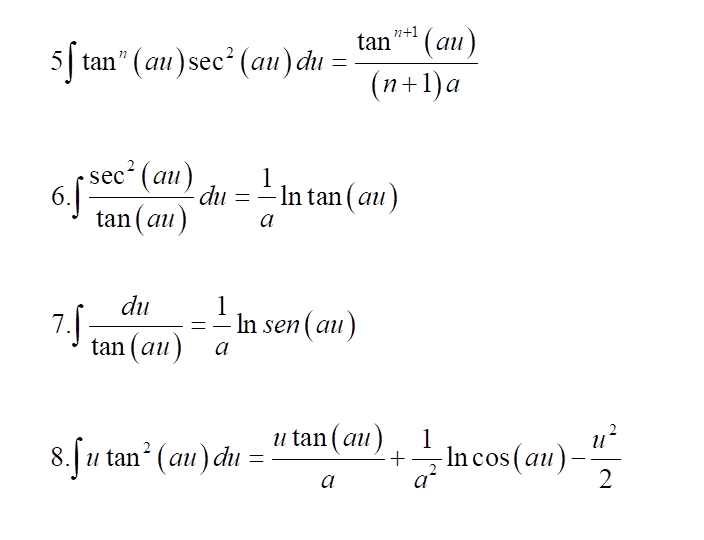 5∫ tanⁿ (au) sec² (au) du = tanⁿ⁺¹ (au) / (n+1) a
6.∫ sec² (au) / tan (au) du = 1/a ln tan (au)
7.∫ du / tan (au) = 1/a ln sen (au)
8.∫ u tan² (au) du = u tan (au) / a + 1/a² ln cos (au) − u²/2